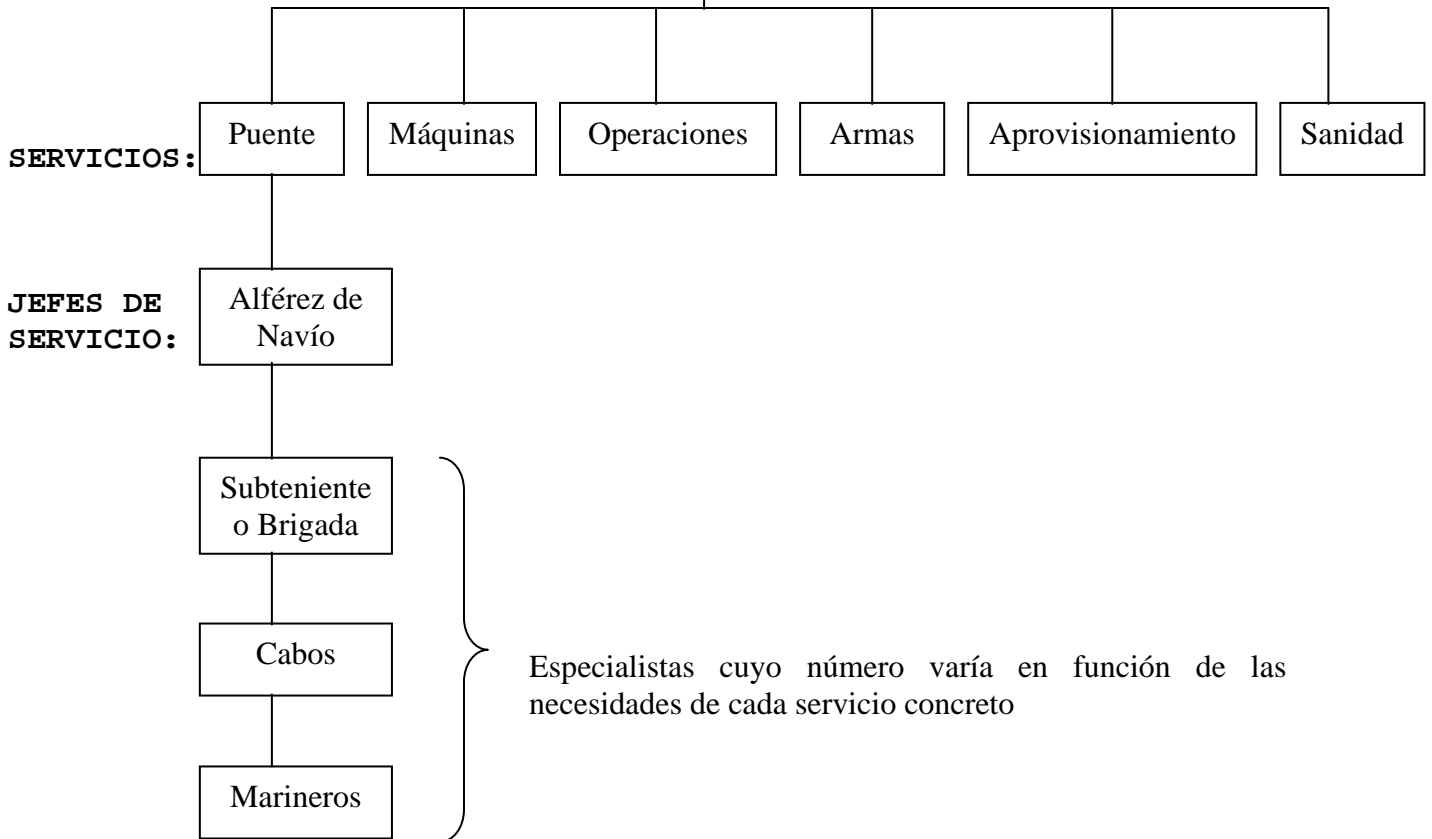 Puente
Máquinas
Operaciones
Armas
Aprovisionamiento
Sanidad
SERVICIOS:
JEFES DE
SERVICIO:
Alférez de
Navío
Subteniente
o Brigada
Cabos
Especialistas cuyo número varía en función de las
necesidades de cada servicio concreto
Marineros